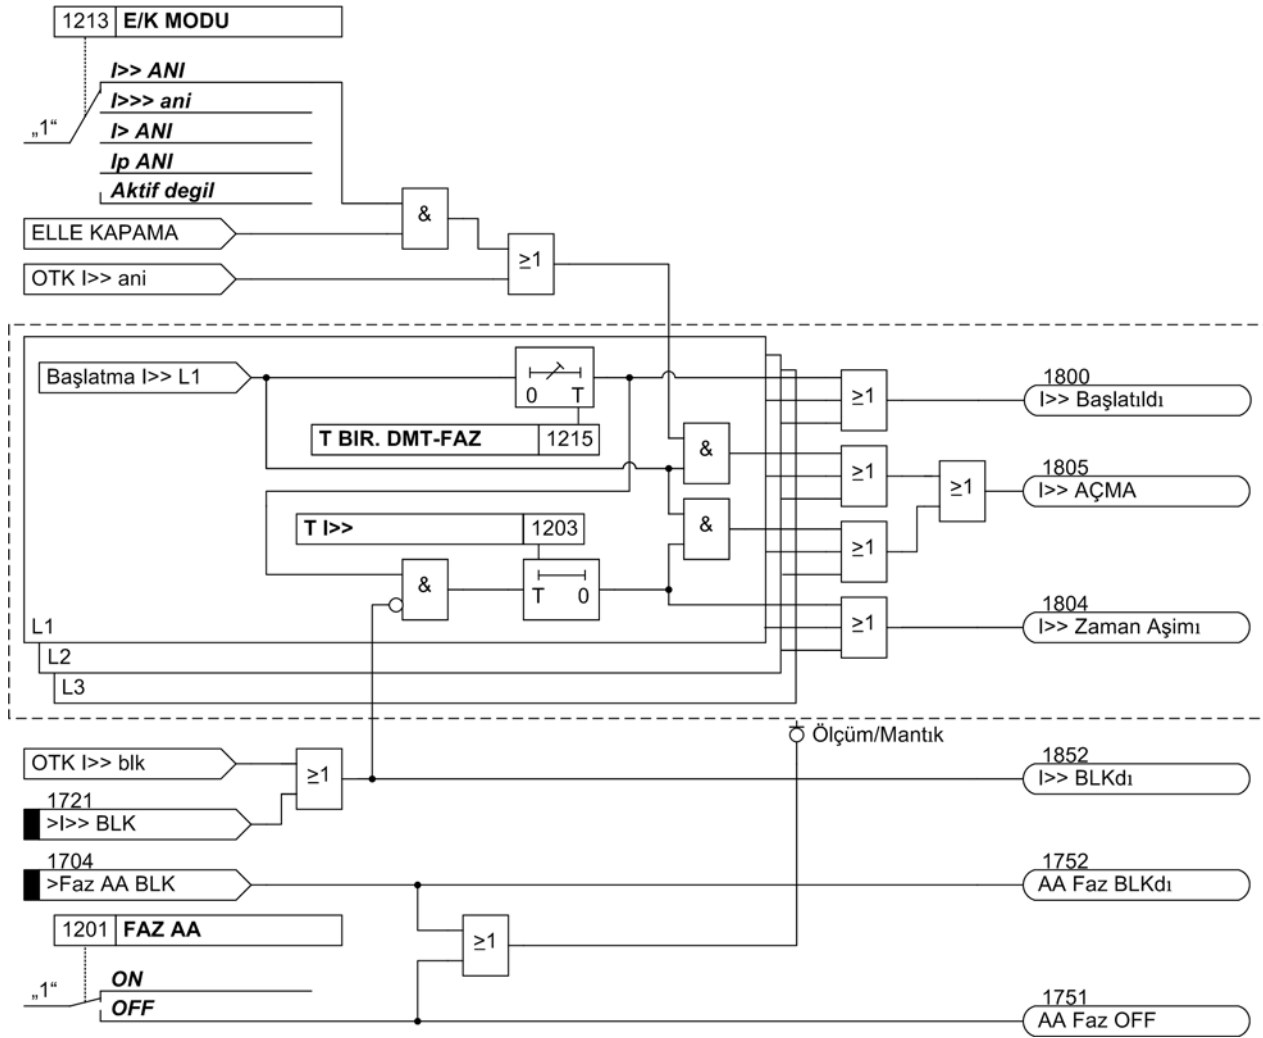 1213 E/K MODU
I>> ANI
I>>> ani
„1“
I> ANI
Ip ANI
Aktif degil
&
ELLE KAPAMA
≥1
OTK I>> ani
Başlatma I>> L1
0 T
≥1
1800
I>> Başlatıldı
T BIR. DMT-FAZ 1215
&
≥1
≥1
1805
I>> AÇMA
T I>> 1203
&
≥1
&
T 0
1804
≥1
I>> Zaman Aşimı
L1
L2
L3
Ölçüm/Mantık
OTK I>> blk
≥1
1852
I>> BLKdı
1721
>I>> BLK
1704
>Faz AA BLK
1752
AA Faz BLKdı
1201 FAZ AA
≥1
ON
„1“
OFF
1751
AA Faz OFF